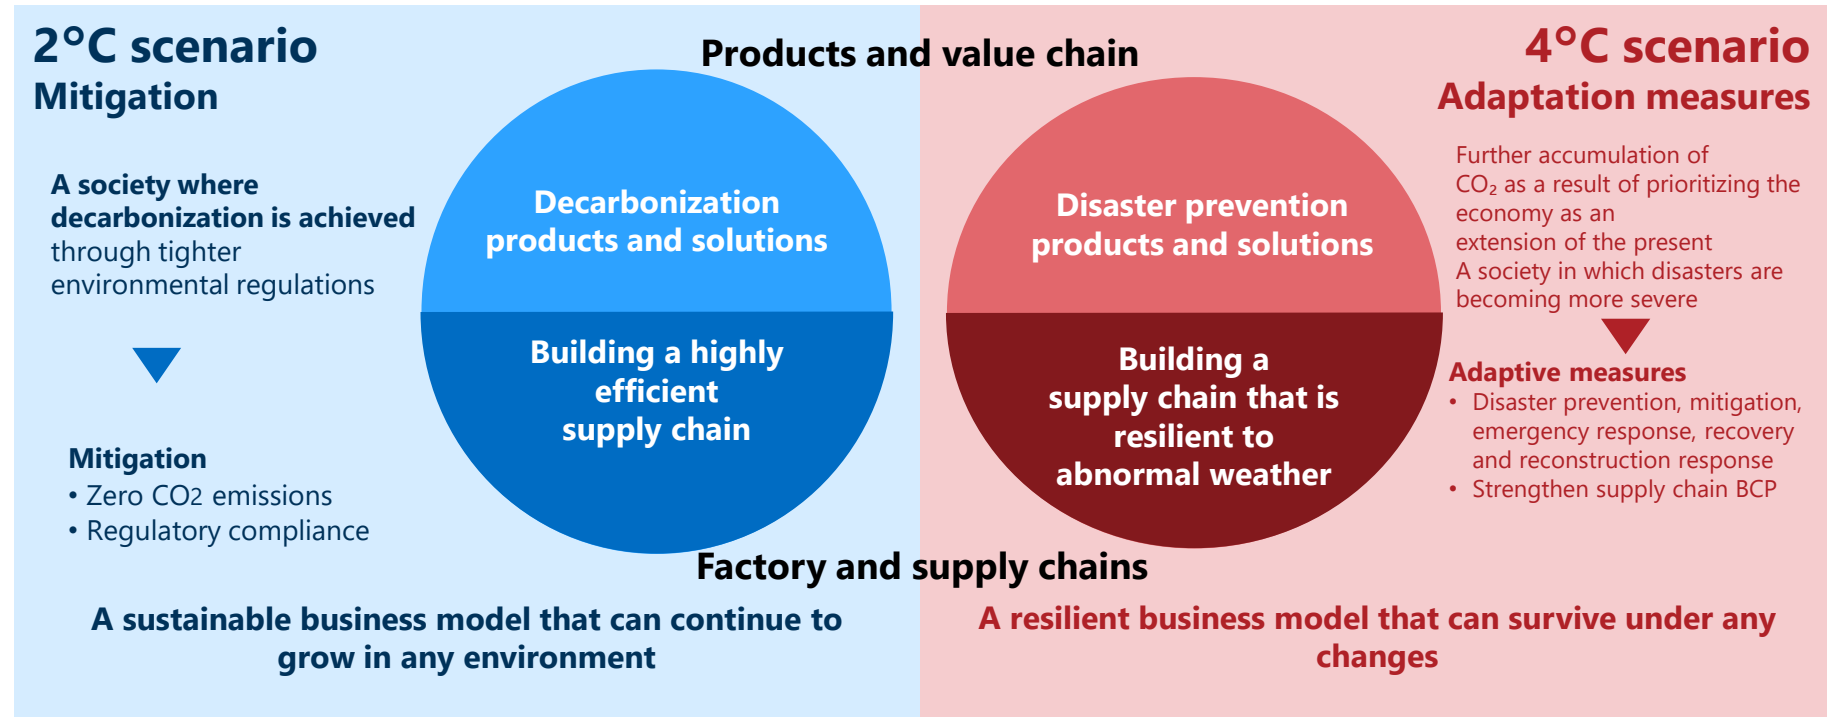 2°C scenario
Mitigation
A society where
decarbonization is achieved
through tighter
environmental regulations
Mitigation
• Zero CO2 emissions
• Regulatory compliance
Products and value chain
Decarbonization
products and solutions
Building a highly
efficient
supply chain
Disaster prevention
products and solutions
Building a
supply chain that is
resilient to
abnormal weather
Factory and supply chains
4°C scenario
Adaptation measures
Further accumulation of
CO₂ as a result of prioritizing the
economy as an
extension of the present
A society in which disasters are
becoming more severe
Adaptive measures
• Disaster prevention, mitigation,
emergency response, recovery
and reconstruction response
• Strengthen supply chain BCP
A sustainable business model that can continue to
grow in any environment
A resilient business model that can survive under any
changes